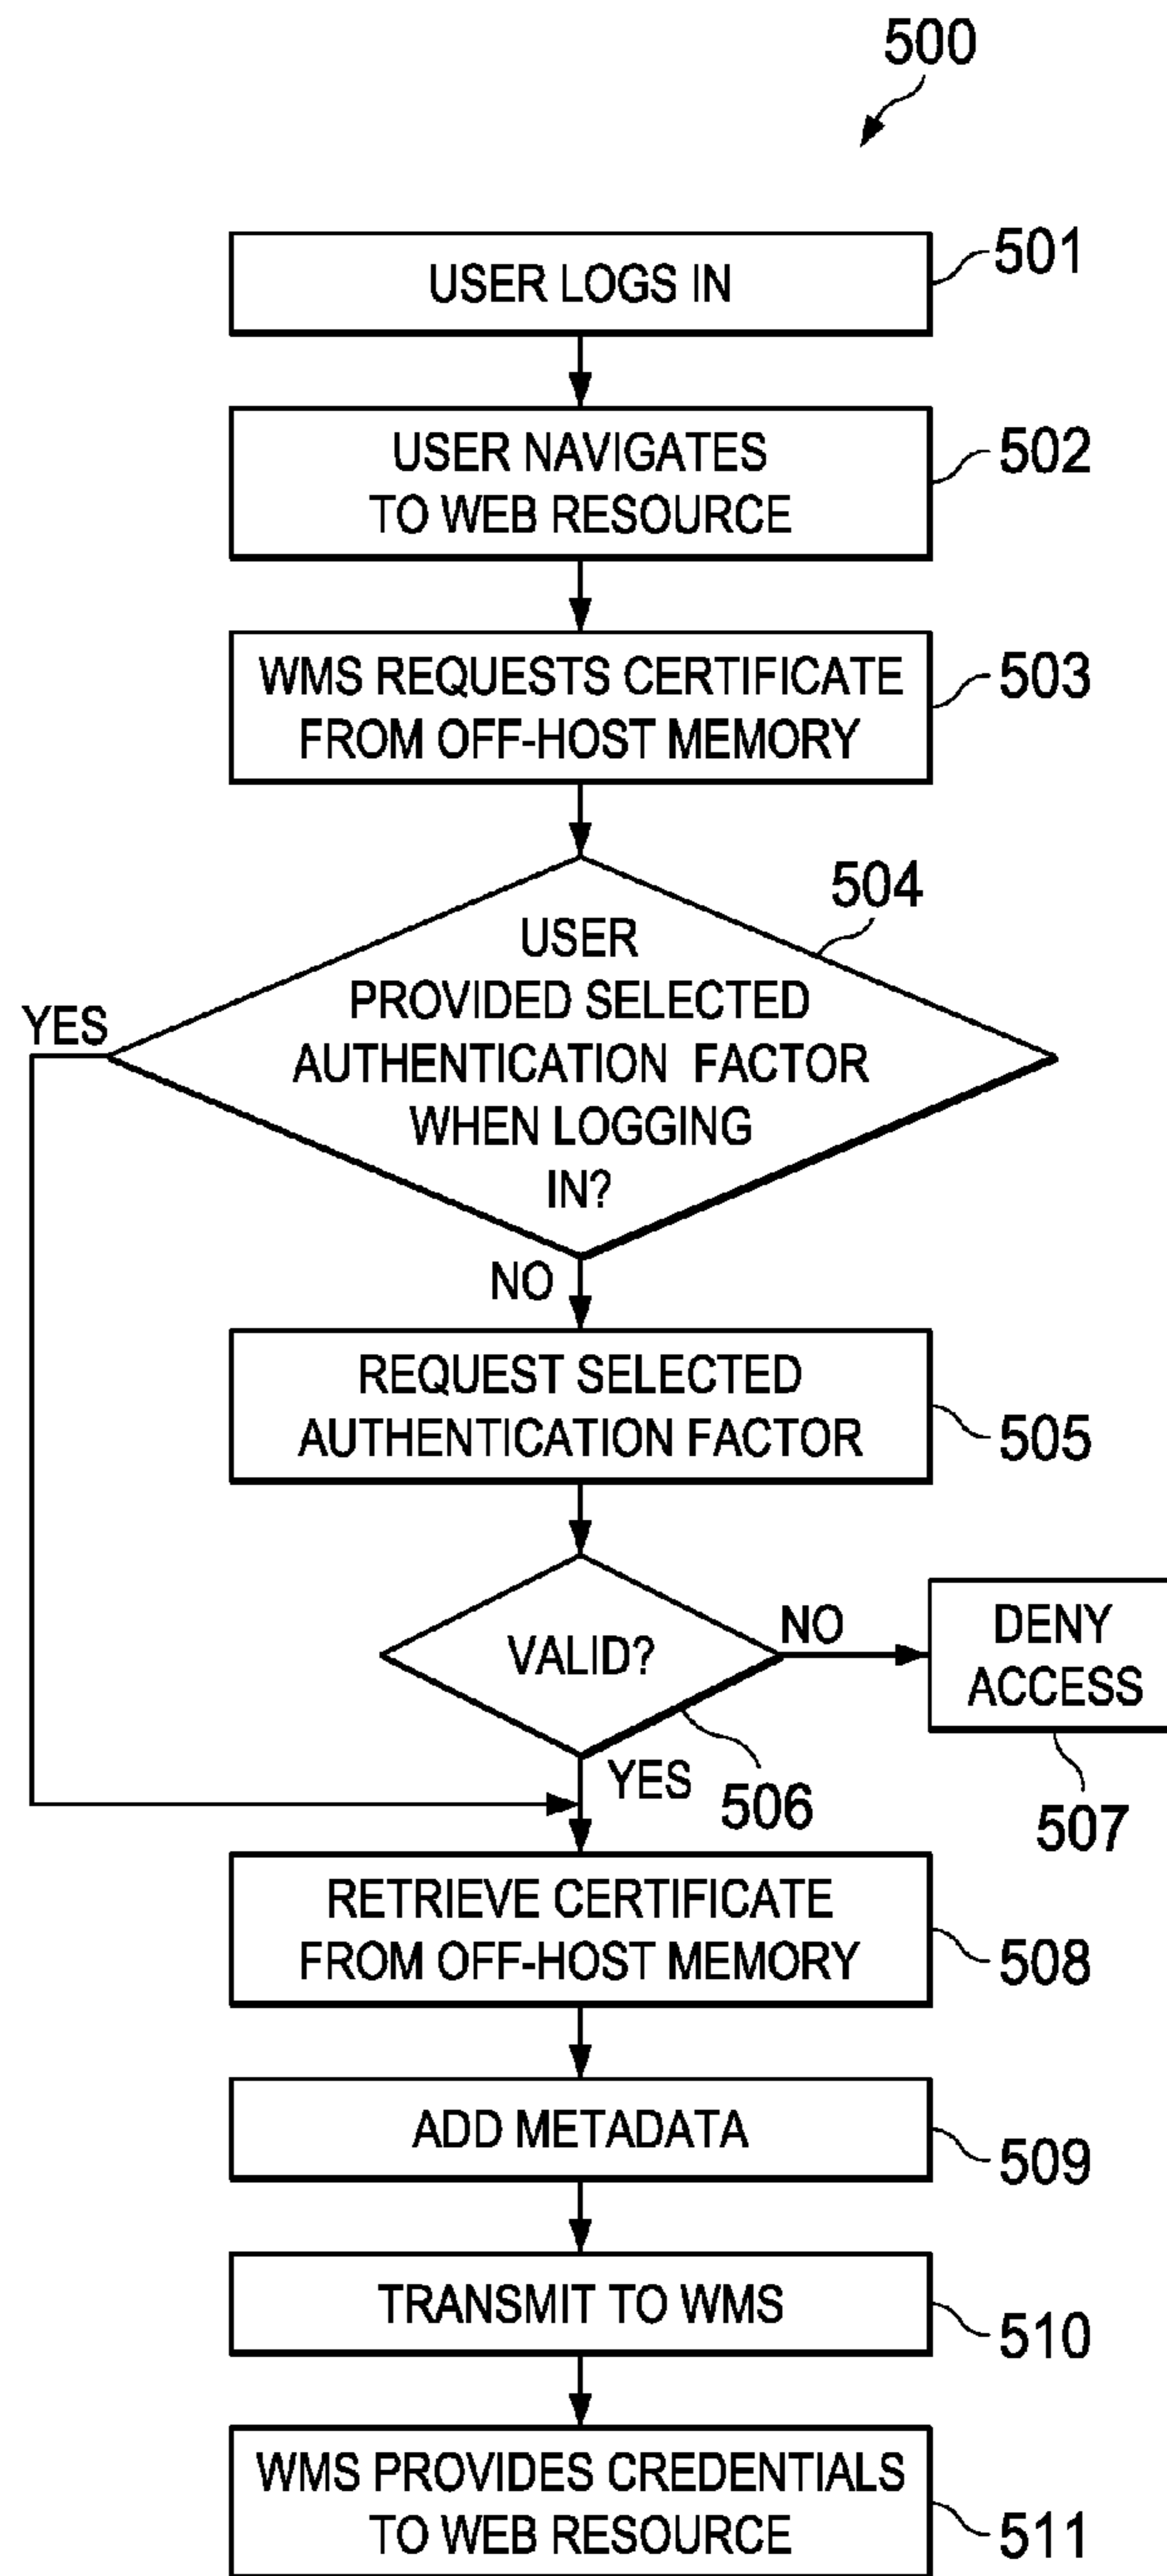 500
USER LOGS IN
501
USER NAVIGATES
TO WEB RESOURCE
502
WMS REQUESTS CERTIFICATE
FROM OFF-HOST MEMORY
503
504
USER
PROVIDED SELECTED
AUTHENTICATION FACTOR
WHEN LOGGING
IN?
YES
NO
REQUEST SELECTED
AUTHENTICATION FACTOR
505
VALID?
NO
DENY
ACCESS
YES
506
507
RETRIEVE CERTIFICATE
FROM OFF-HOST MEMORY
508
ADD METADATA
509
TRANSMIT TO WMS
510
WMS PROVIDES CREDENTIALS
TO WEB RESOURCE
511